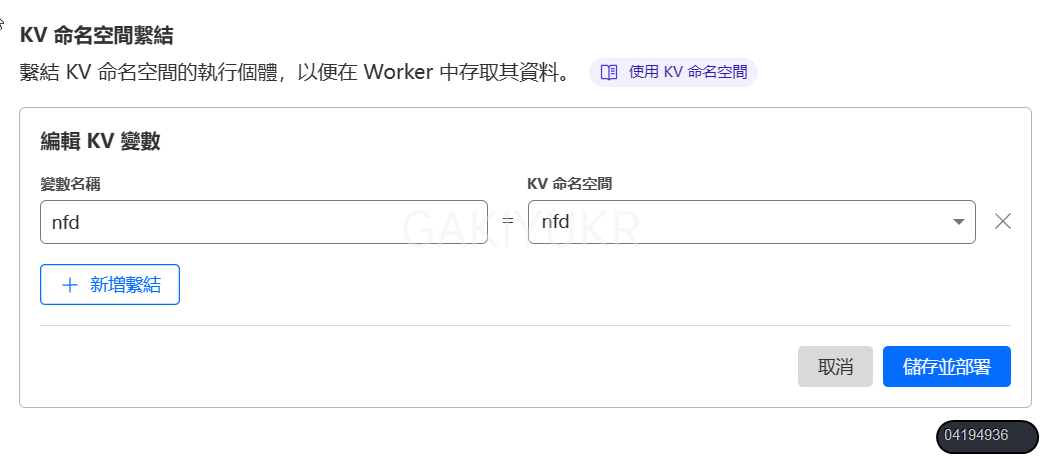 KV 命名空間繫結
繫結 KV 命名空間的執行個體，以便在 Worker 中存取其資料。 使用 KV 命名空間
編輯 KV 變數
變數名稱 KV 命名空間
nfd = nfd
GAKIYUKR
新增繫結
取消 儲存並部署
04194936